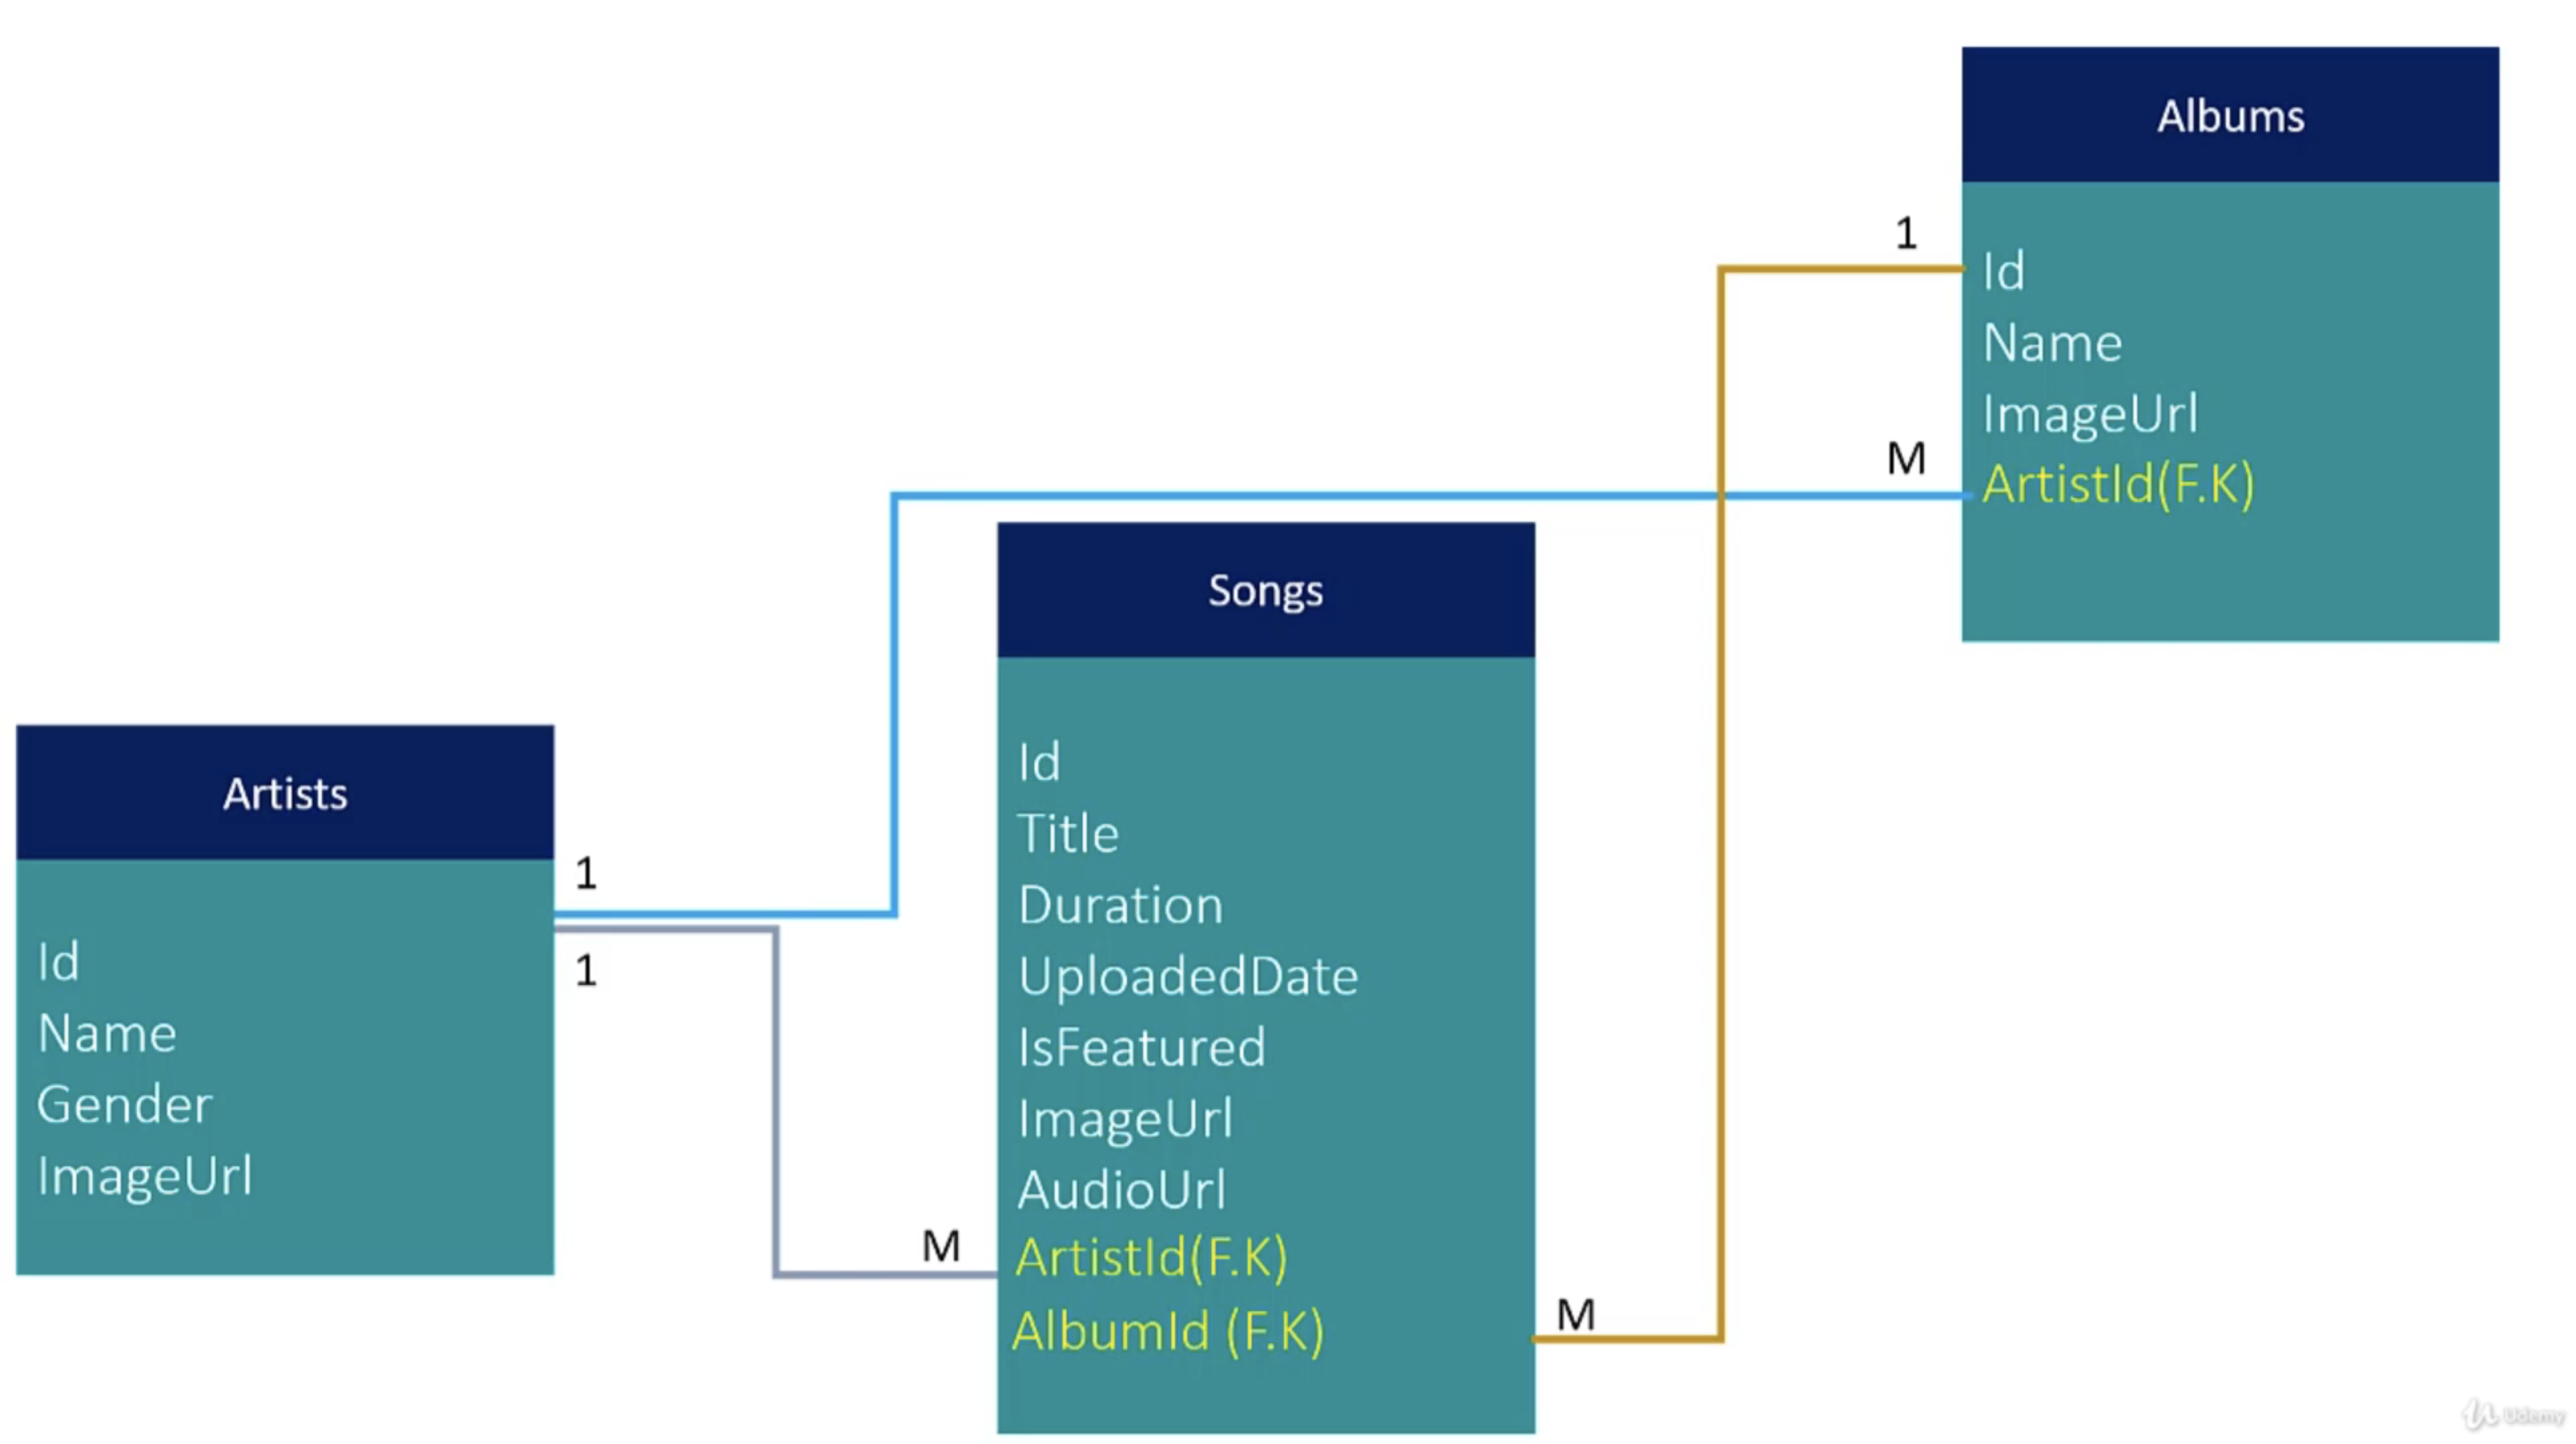 Albums
1
Id
Name
ImageUrl
M
ArtistId(F.K)
Songs
Id
Title
Duration
UploadedDate
IsFeatured
ImageUrl
AudioUrl
M
ArtistId(F.K)
AlbumId (F.K)
M
Artists
1
1
Id
Name
Gender
ImageUrl
Udemy